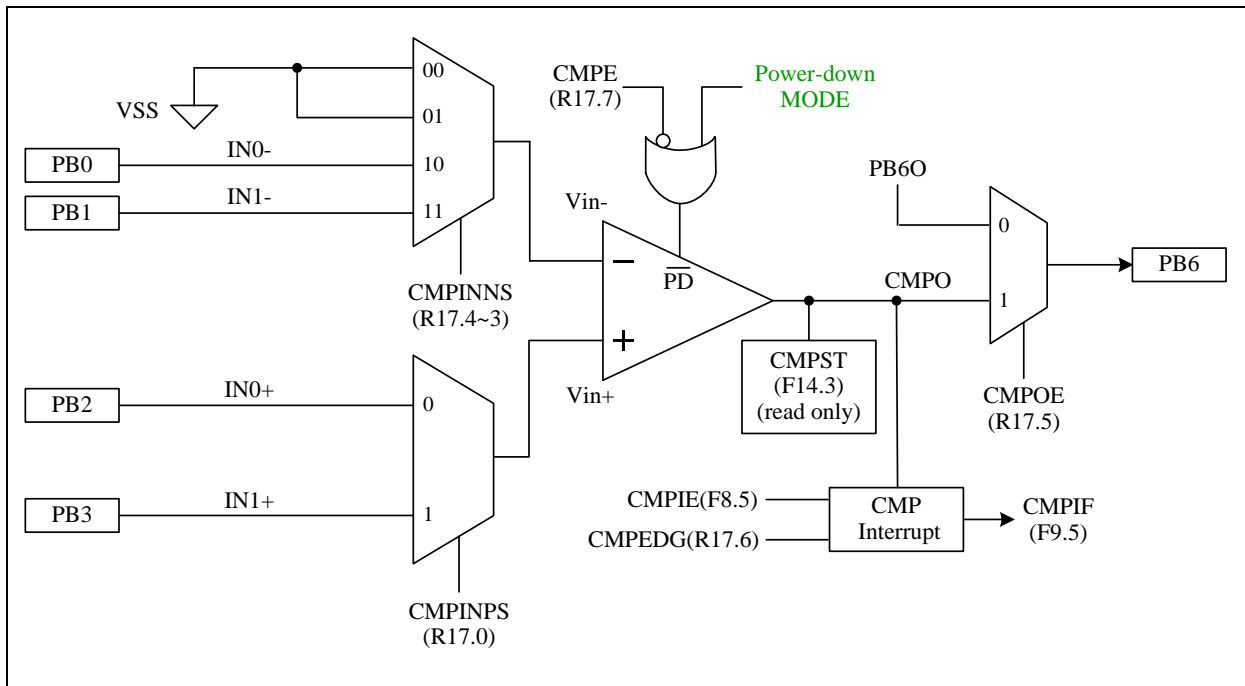 VSS
00
01
10
11
PB0
IN0-
PB1
IN1-
CMPINNS
(R17.4~3)
PB2
IN0+
0
PB3
IN1+
1
CMPINPS
(R17.0)
CMPE
(R17.7)
Power-down
MODE
Vin-
−
PD
+
Vin+
CMPO
CMPST
(F14.3)
(read only)
PB6O
0
1
PB6
CMPOE
(R17.5)
CMPIE(F8.5)
CMPEDG(R17.6)
CMP
Interrupt
CMPIF
(F9.5)